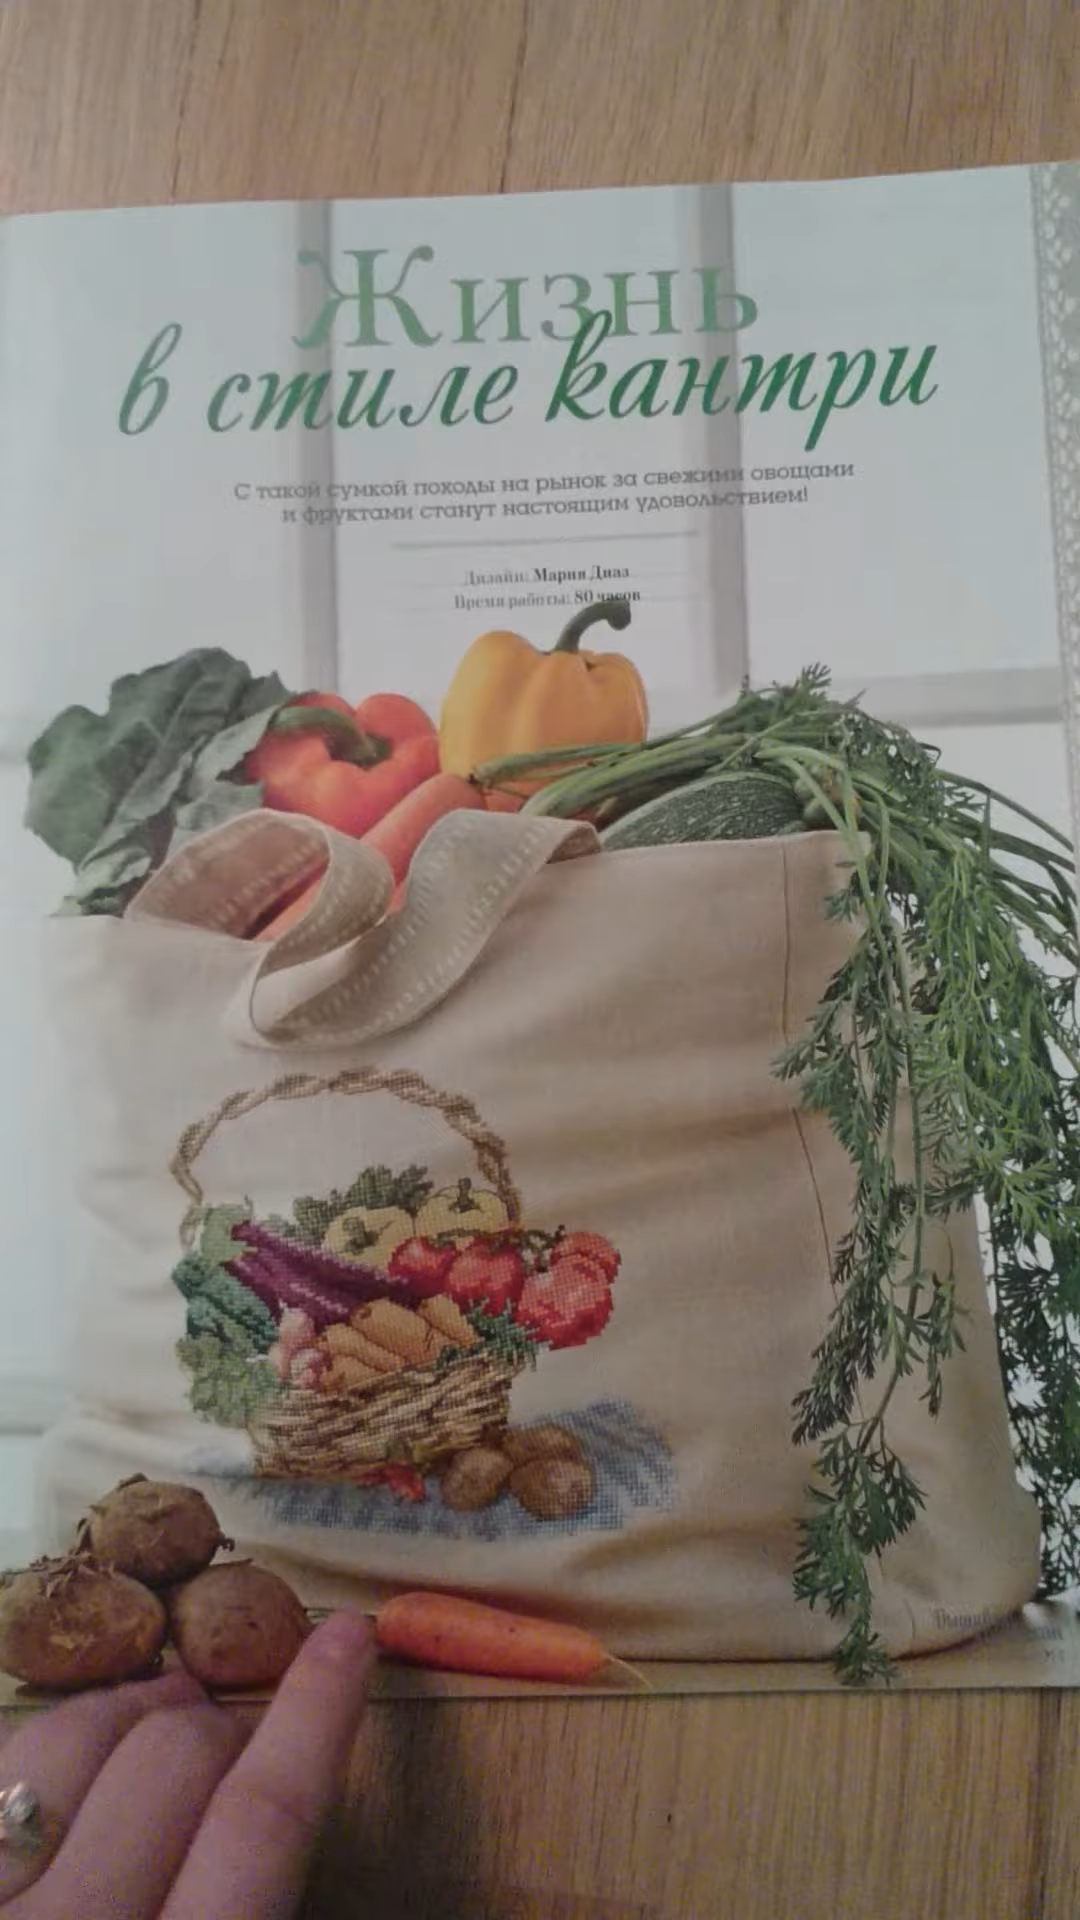 Жизнь
в стиле кантри
С такой сумкой походы на рынок за свежими овощами
и фруктами станут настоящим удовольствием!
Дизайн: Мария Диаз
Время работы: 80 часов